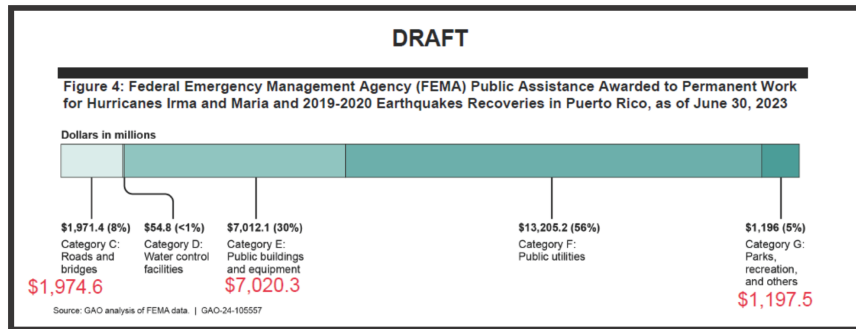 DRAFT
Figure 4: Federal Emergency Management Agency (FEMA) Public Assistance Awarded to Permanent Work
for Hurricanes Irma and Maria and 2019-2020 Earthquakes Recoveries in Puerto Rico, as of June 30, 2023
Dollars in millions
$1,971.4 (8%)
Category C:
Roads and
bridges
$1,974.6
$54.8 (<1%)
Category D:
Water control
facilities
$7,012.1 (30%)
Category E:
Public buildings
and equipment
$7,020.3
$13,205.2 (56%)
Category F:
Public utilities
$1,196 (5%)
Category G:
Parks,
recreation,
and others
$1,197.5
Source: GAO analysis of FEMA data. | GAO-24-105557